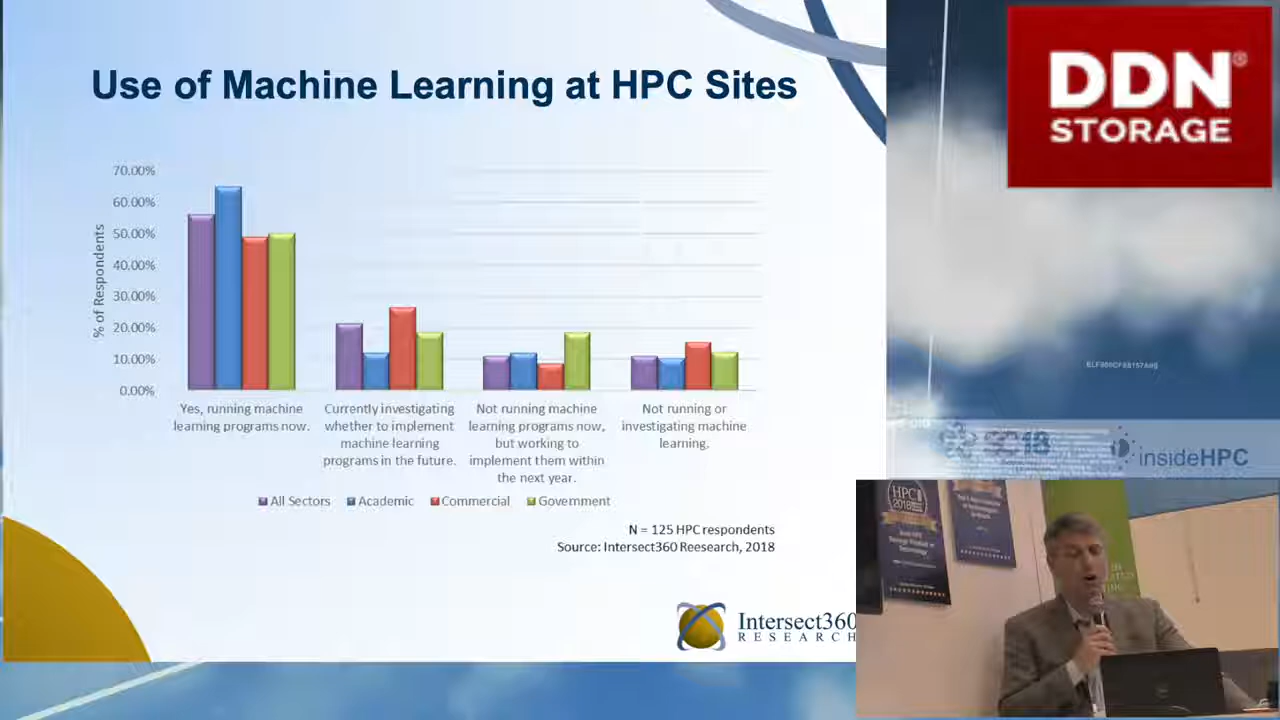 Use of Machine Learning at HPC Sites
DDN®
STORAGE
70.00%
60.00%
50.00%
40.00%
30.00%
20.00%
10.00%
0.00%
% of Respondents
Yes, running machine
learning programs now.
Currently investigating
whether to implement
machine learning
programs in the future.
Not running machine
learning programs now,
but working to
implement them within
the next year.
Not running or
investigating machine
learning.
All Sectors Academic Commercial Government
N = 125 HPC respondents
Source: Intersect360 Reesearch, 2018
Intersect360
RESEARCH
insideHPC
HPC
2018